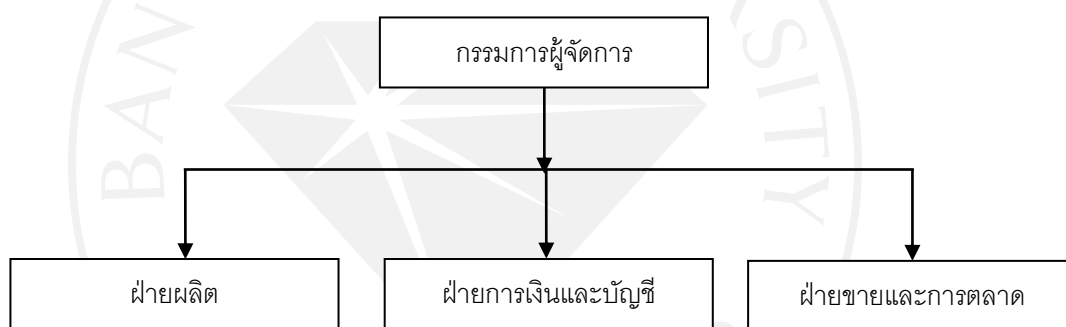 กรรมการผู้จัดการ
ฝ่ายผลิต
ฝ่ายการเงินและบัญชี
ฝ่ายขายและการตลาด